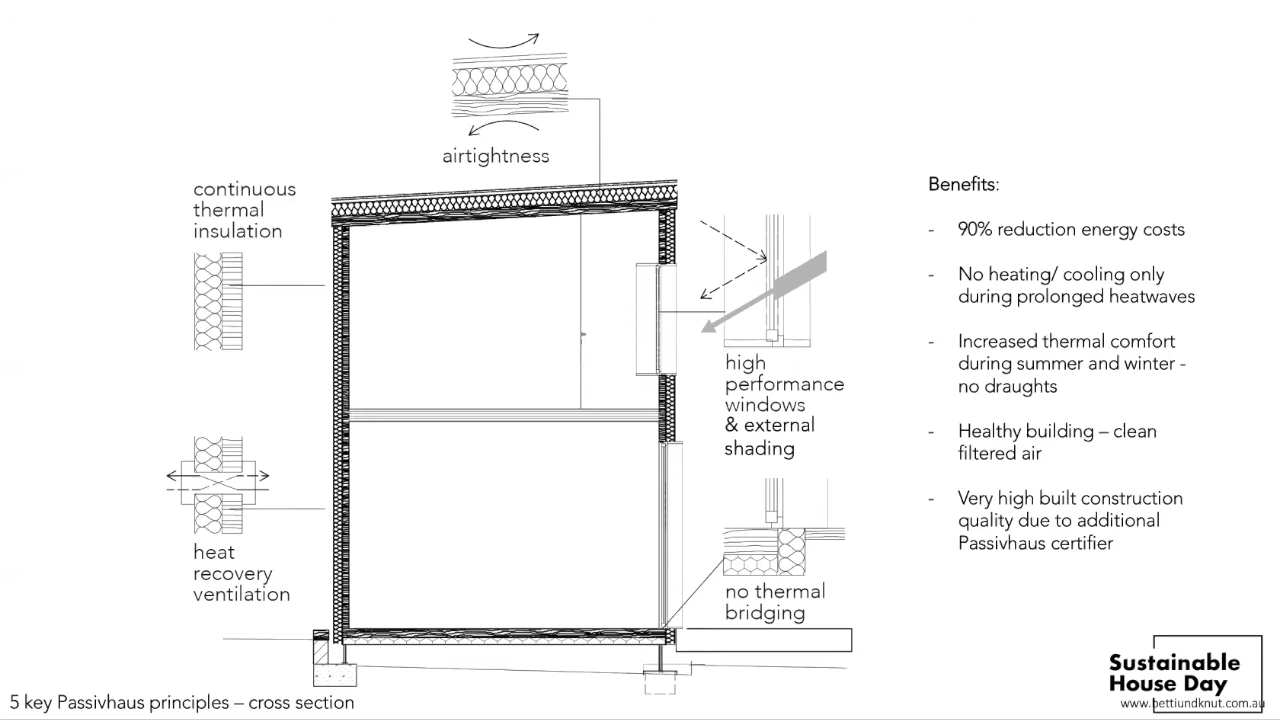 airtightness
continuous
thermal
insulation
heat
recovery
ventilation
high
performance
windows
& external
shading
no thermal
bridging
Benefits:
- 90% reduction energy costs
- No heating/ cooling only
during prolonged heatwaves
- Increased thermal comfort
during summer and winter -
no draughts
- Healthy building – clean
filtered air
- Very high built construction
quality due to additional
Passivhaus certifier
5 key Passivhaus principles – cross section
Sustainable
House Day
www.bettiundknut.com.au